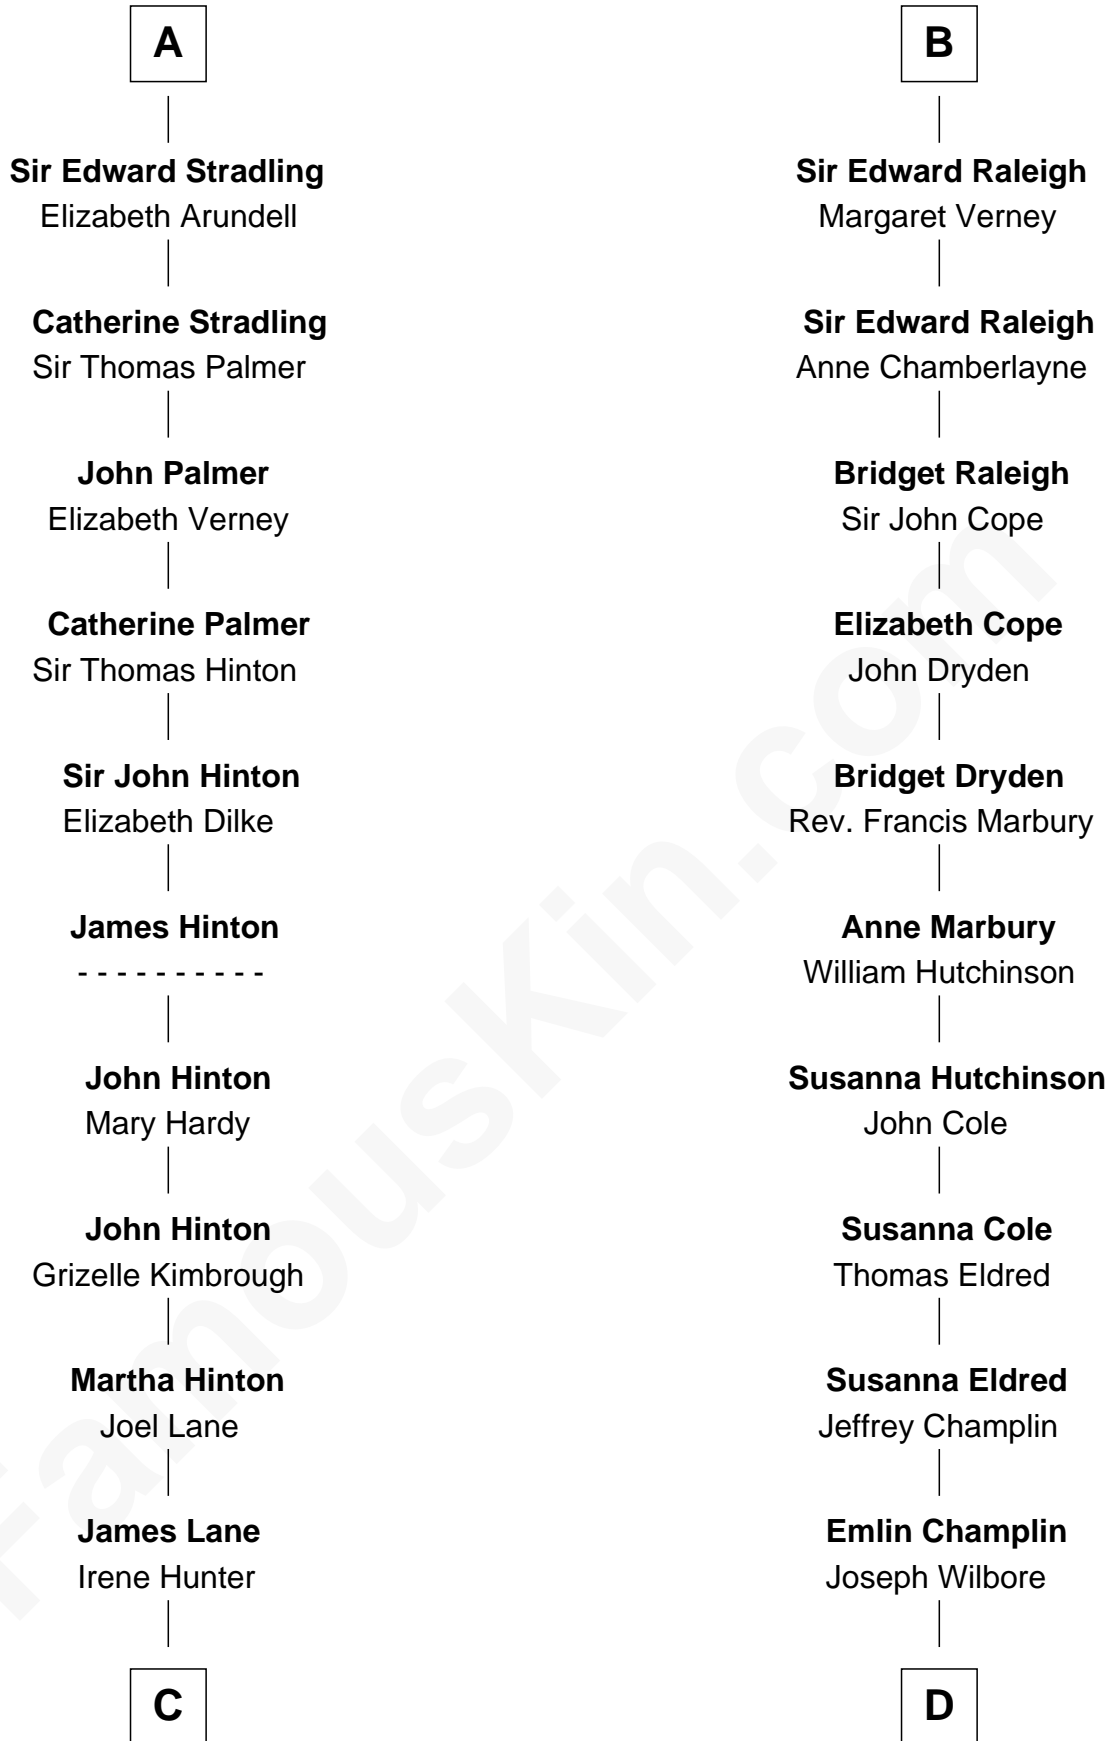 A
Sir Edward Stradling
Elizabeth Arundell
Catherine Stradling
Sir Thomas Palmer
John Palmer
Elizabeth Verney
Catherine Palmer
Sir Thomas Hinton
Sir John Hinton
Elizabeth Dilke
James Hinton
- - - - - - - - - -
John Hinton
Mary Hardy
John Hinton
Grizelle Kimbrough
Martha Hinton
Joel Lane
James Lane
Irene Hunter
C
B
Sir Edward Raleigh
Margaret Verney
Sir Edward Raleigh
Anne Chamberlayne
Bridget Raleigh
Sir John Cope
Elizabeth Cope
John Dryden
Bridget Dryden
Rev. Francis Marbury
Anne Marbury
William Hutchinson
Susanna Hutchinson
John Cole
Susanna Cole
Thomas Eldred
Susanna Eldred
Jeffrey Champlin
Emlin Champlin
Joseph Wilbore
D
FamousKin.com